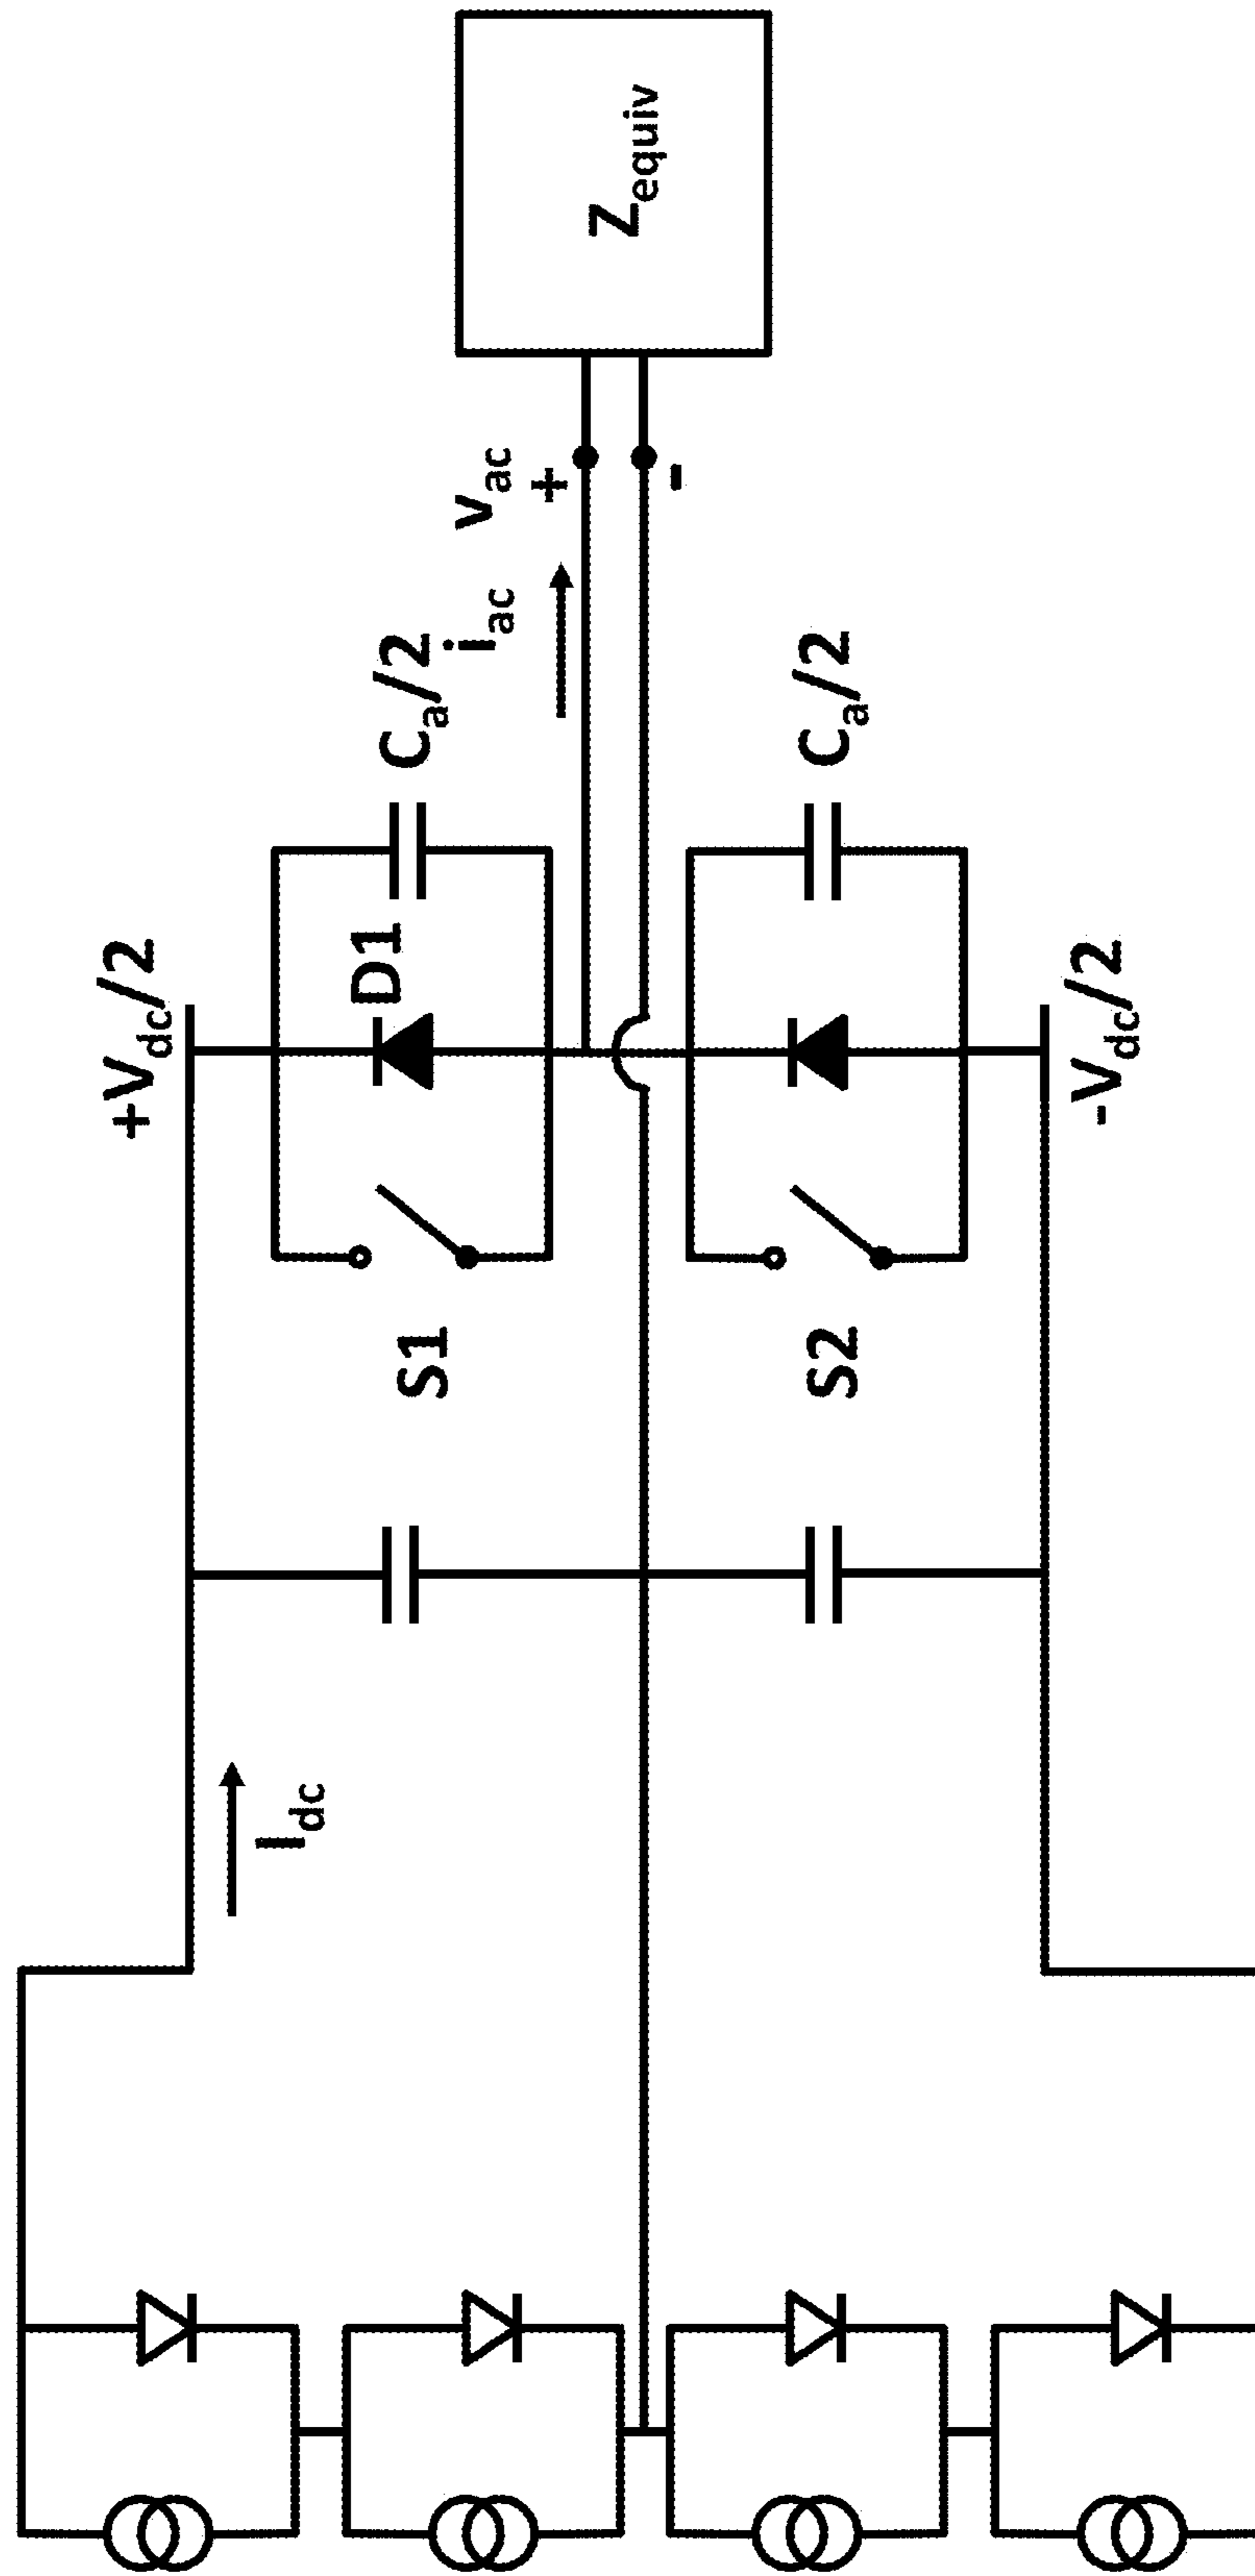 +Vdc/2
Idc
S1
D1
Ca/2
iac
vac
+
-
Zequiv
S2
Ca/2
-Vdc/2